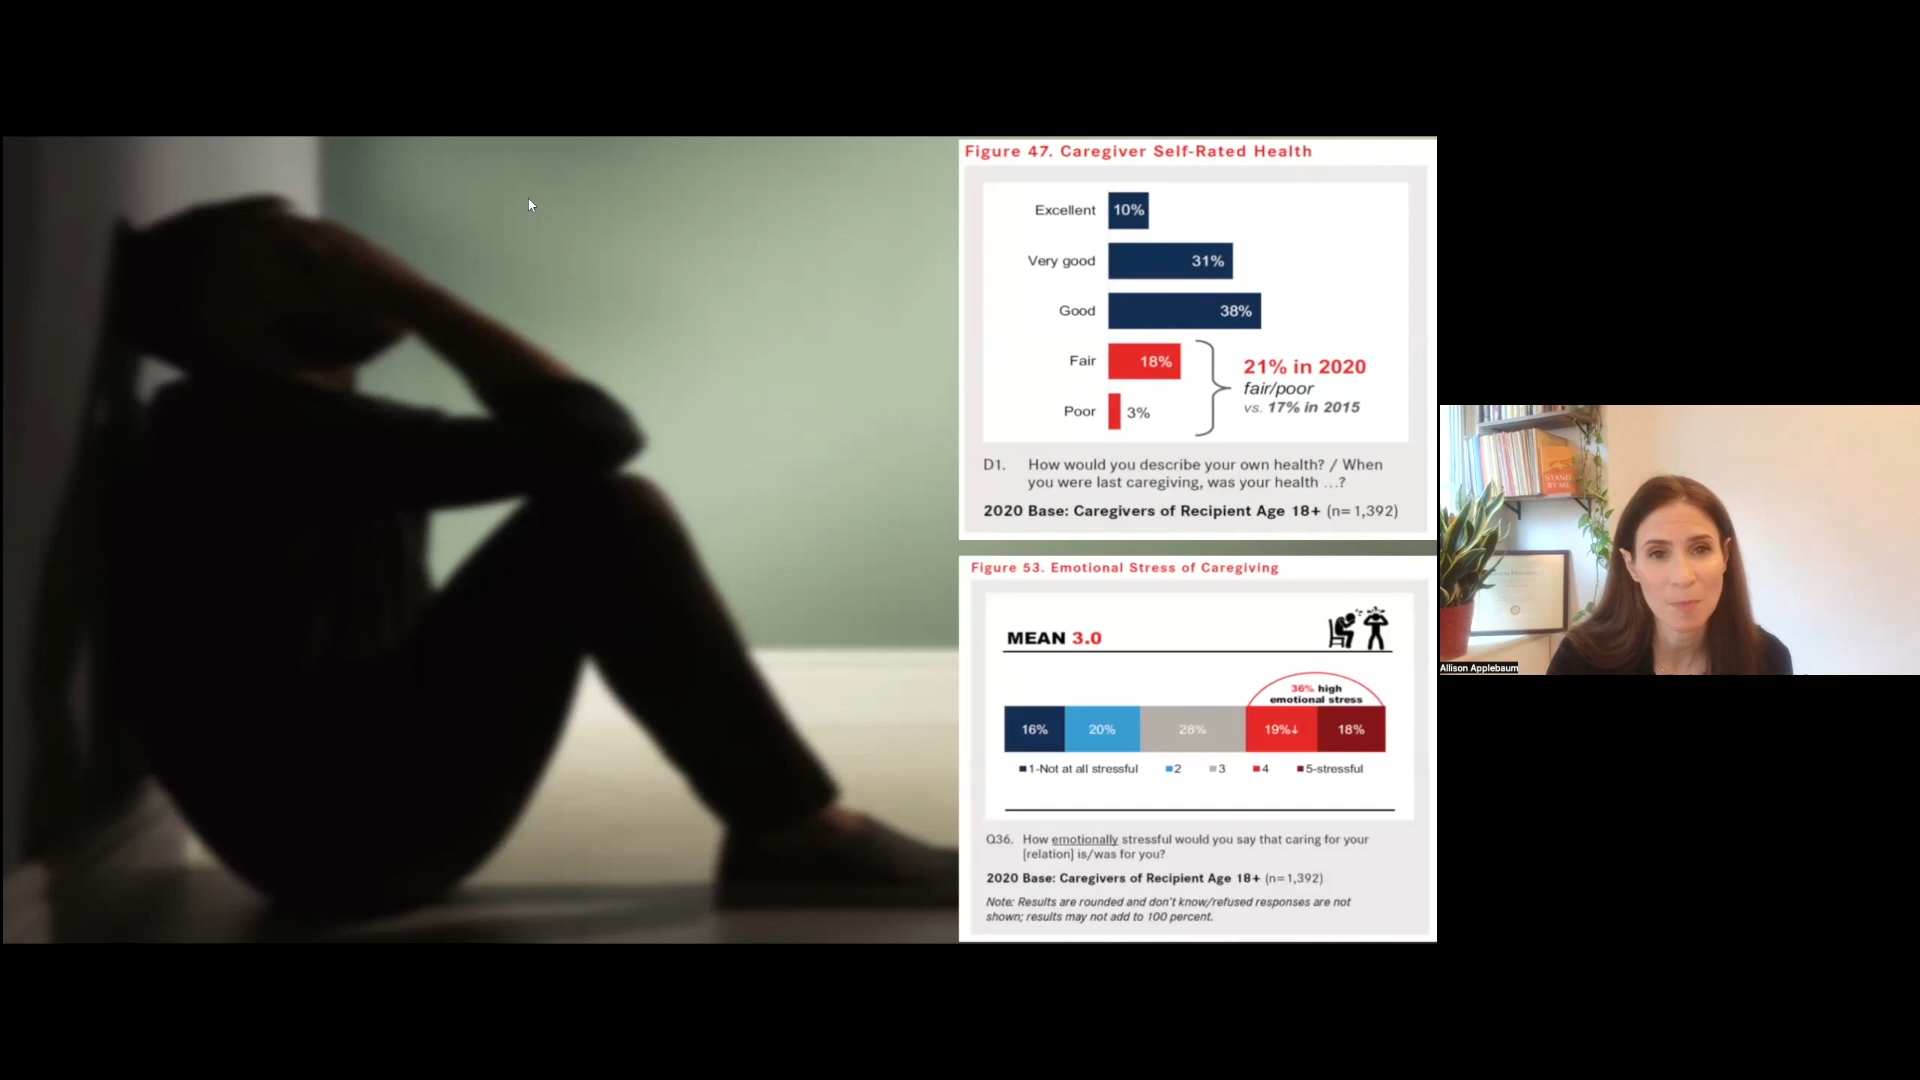 Figure 47. Caregiver Self-Rated Health
Excellent 10%
Very good 31%
Good 38%
Fair 18%
Poor 3%
21% in 2020
fair/poor
vs. 17% in 2015
D1. How would you describe your own health? / When
you were last caregiving, was your health ...?
2020 Base: Caregivers of Recipient Age 18+ (n=1,392)
Figure 53. Emotional Stress of Caregiving
MEAN 3.0
36% high
emotional stress
16% 20% 28% 19%↓ 18%
1-Not at all stressful 2 3 4 5-stressful
Q36. How emotionally stressful would you say that caring for your
[relation] is/was for you?
2020 Base: Caregivers of Recipient Age 18+ (n=1,392)
Note: Results are rounded and don't know/refused responses are not
shown; results may not add to 100 percent.
STAND
BY ME
Allison Applebaum